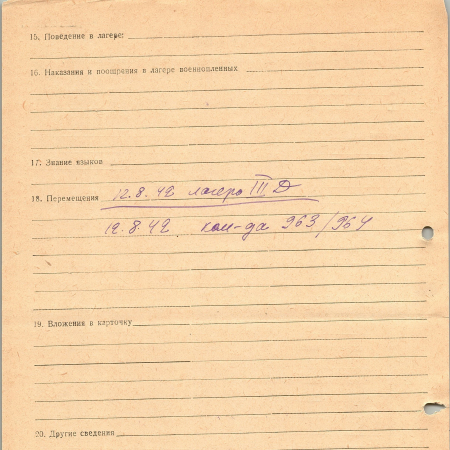 15. Поведение в лагере:
16. Наказания и поощрения в лагере военнопленных
17. Знание языков
18. Перемещения 12.8.42 лагерь III D
12.8.42 ком-да 963/964
19. Вложения в карточку
20. Другие сведения